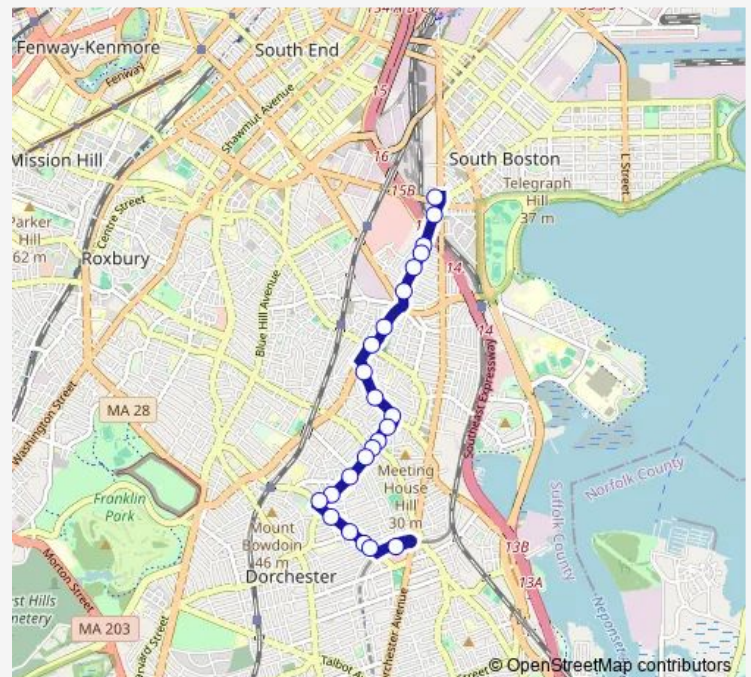 Fenway-Kenmore
South End
Fenway
Shawmut Avenue
15
16
Mission Hill
15B
South Boston
L Street
Telegraph
Hill
37 m
Centre Street
Parker
Hill
62 m
Roxbury
14
14
Blue Hill Avenue
Southeast Expressway
Washington Street
MA 28
Franklin
Park
Meeting
House
Hill
30 m
Mount
Bowdoin
46 m
Dorchester
Suffolk County
Norfolk County
13B
13A
Neponset
Morton Street
MA 203
Talbot A
© OpenStreetMap contributors